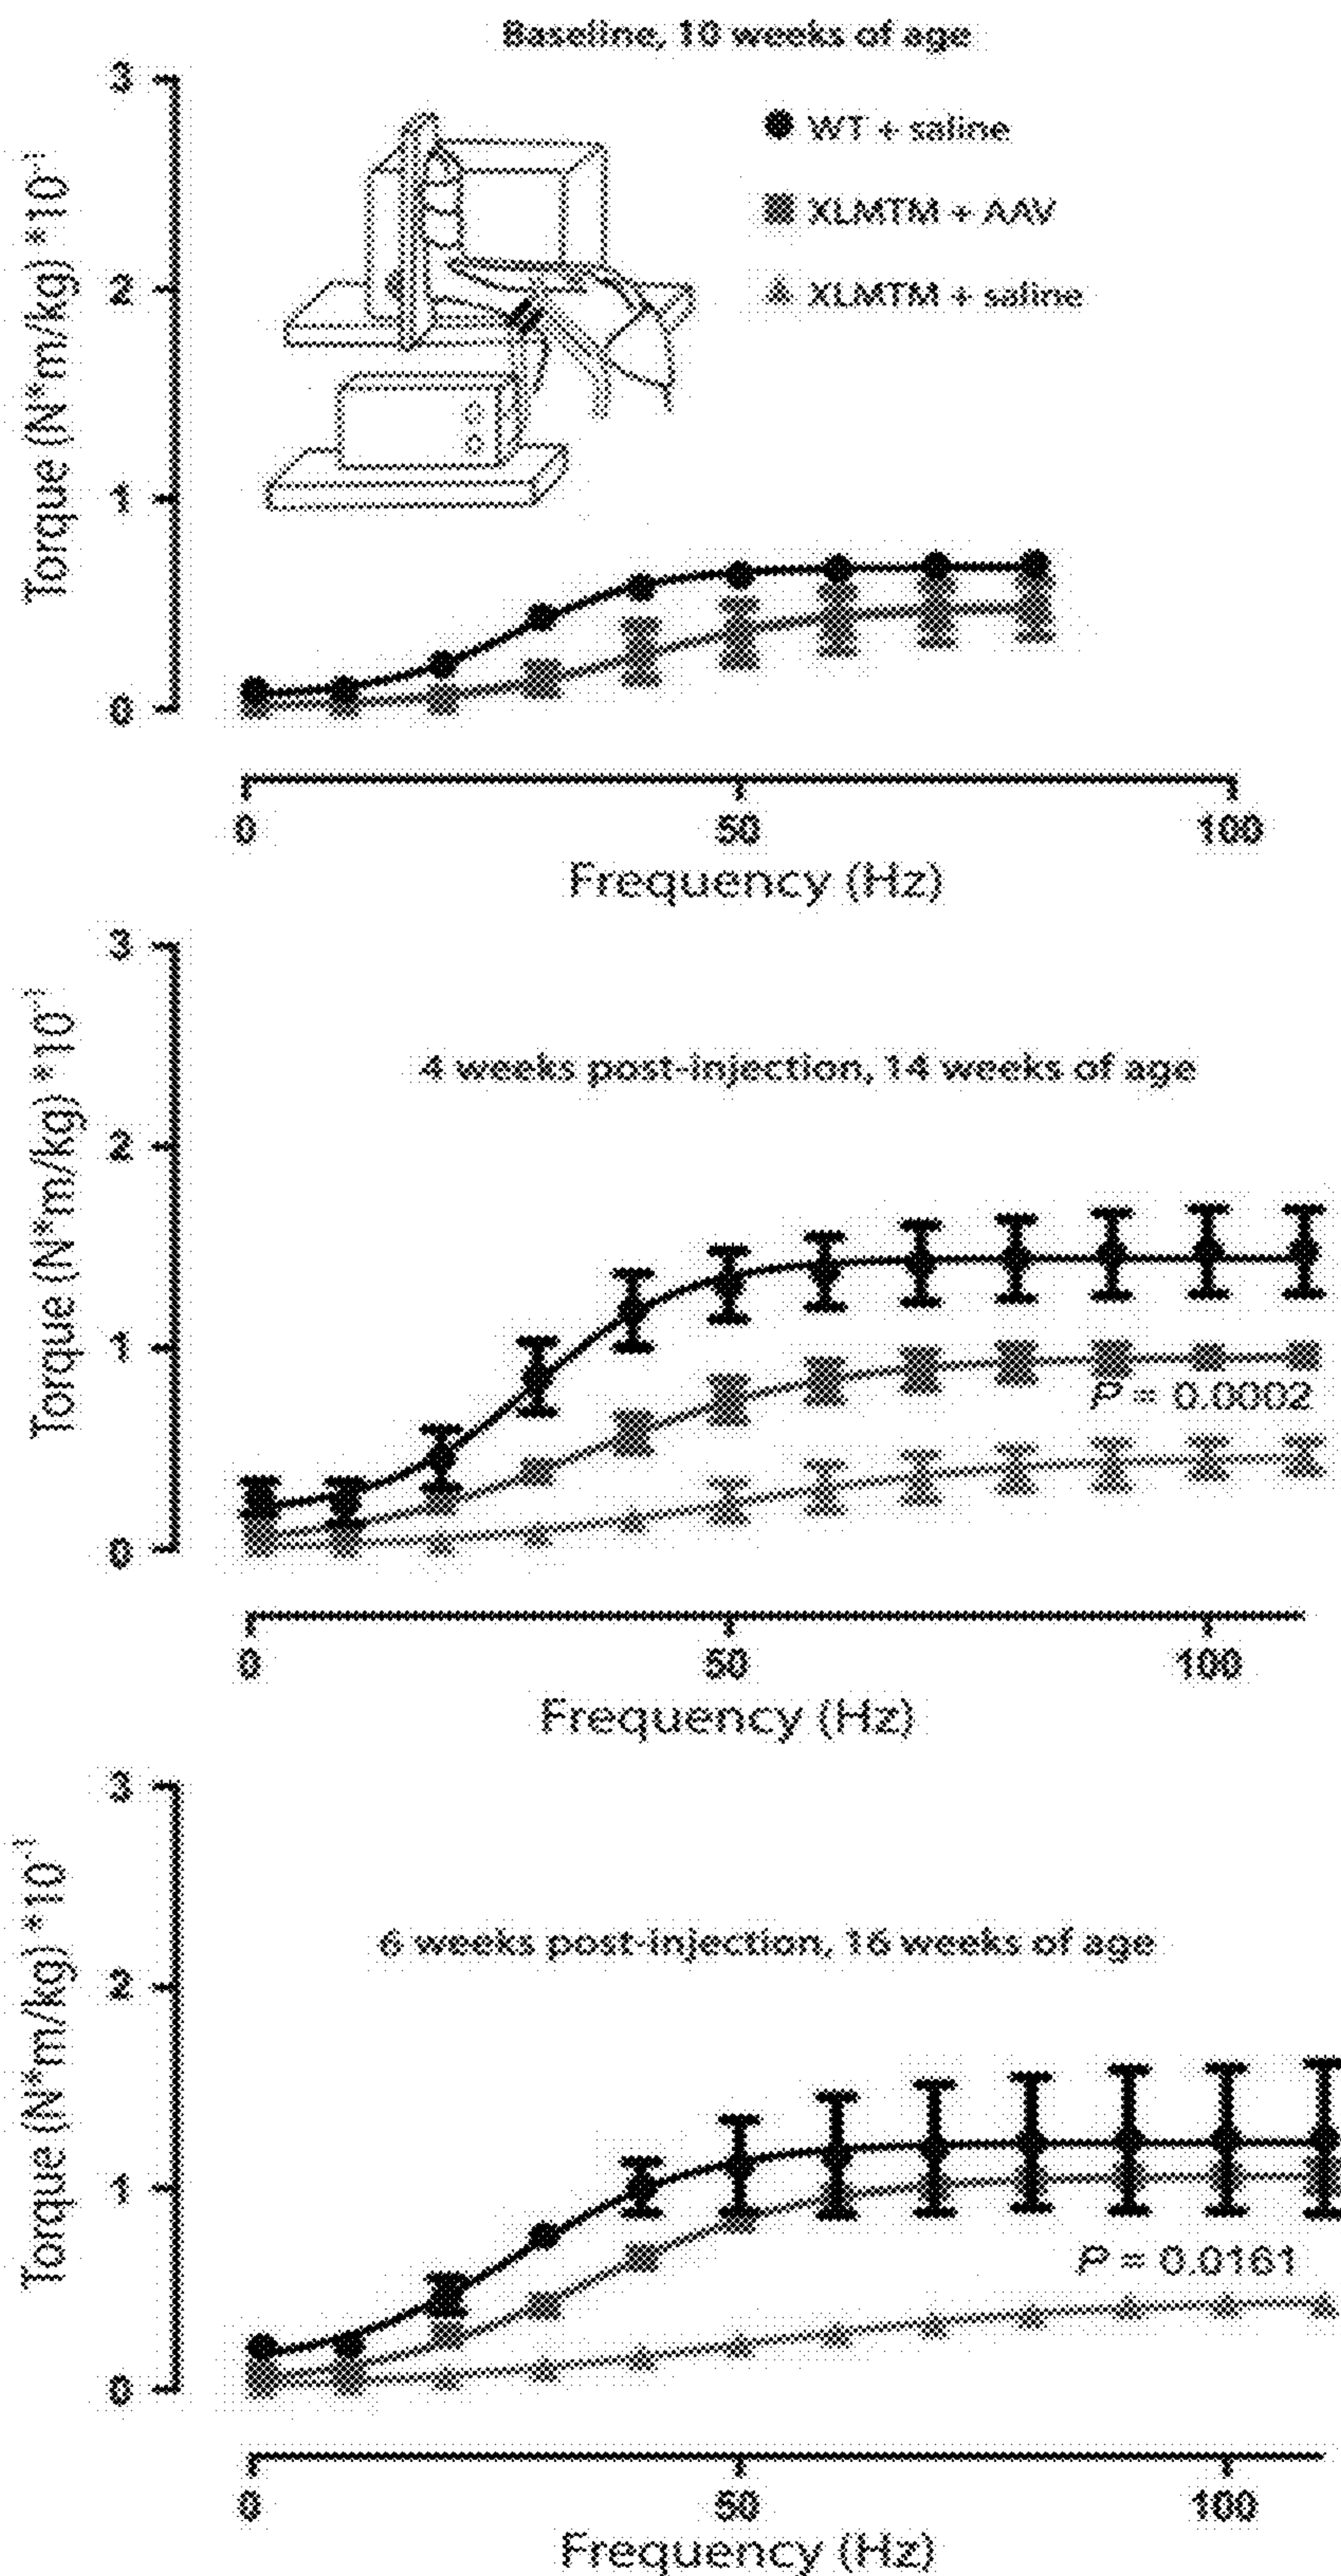 Baseline, 10 weeks of age
WT + saline
XLMTM + AAV
XLMTM + saline
Torque (N*m/kg) *10⁻¹
3
2
1
0
0 50 100
Frequency (Hz)
4 weeks post-injection, 14 weeks of age
Torque (N*m/kg) *10⁻¹
3
2
1
0
P = 0.0002
0 50 100
Frequency (Hz)
6 weeks post-injection, 16 weeks of age
Torque (N*m/kg) *10⁻¹
3
2
1
0
P = 0.0161
0 50 100
Frequency (Hz)